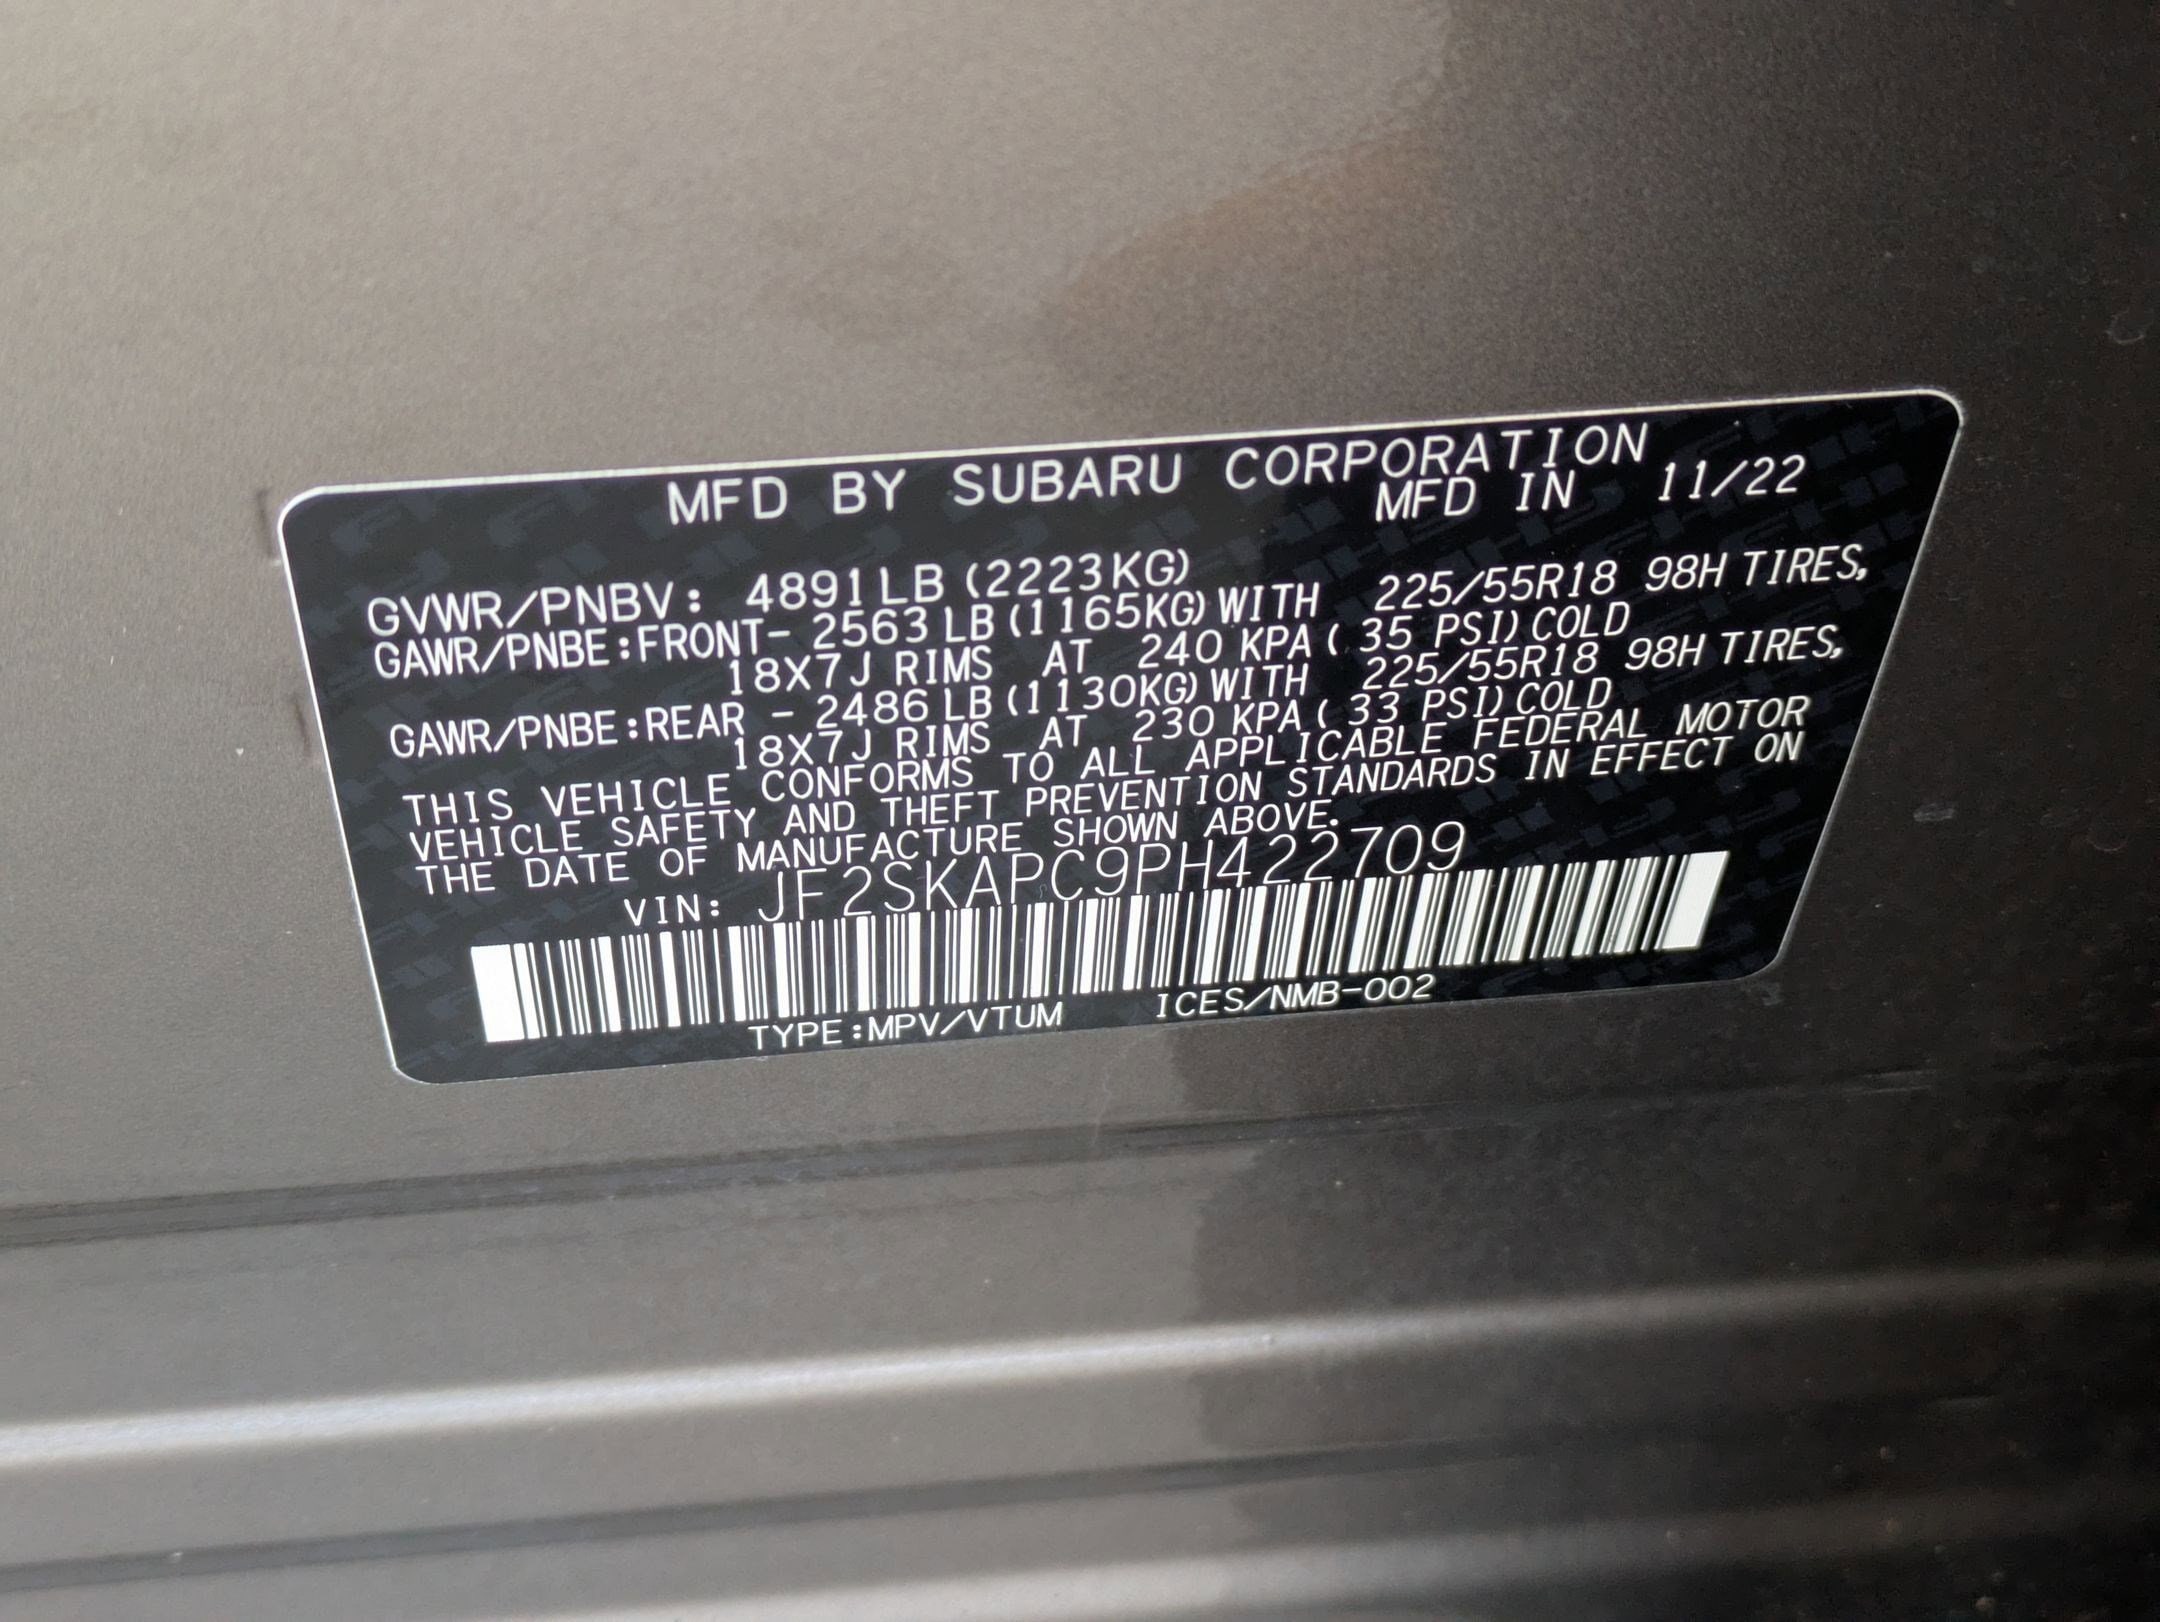 MFD BY SUBARU CORPORATION
MFD IN 11/22
GVWR/PNBV: 4891LB (2223KG)
GAWR/PNBE:FRONT- 2563 LB (1165KG) WITH 225/55R18 98H TIRES,
18X7J RIMS AT 240 KPA ( 35 PSI) COLD
GAWR/PNBE:REAR - 2486 LB (1130KG) WITH 225/55R18 98H TIRES,
18X7J RIMS AT 230 KPA ( 33 PSI) COLD
THIS VEHICLE CONFORMS TO ALL APPLICABLE FEDERAL MOTOR
VEHICLE SAFETY AND THEFT PREVENTION STANDARDS IN EFFECT ON
THE DATE OF MANUFACTURE SHOWN ABOVE.
VIN: JF2SKAPC9PH422709
TYPE:MPV/VTUM ICES/NMB-002